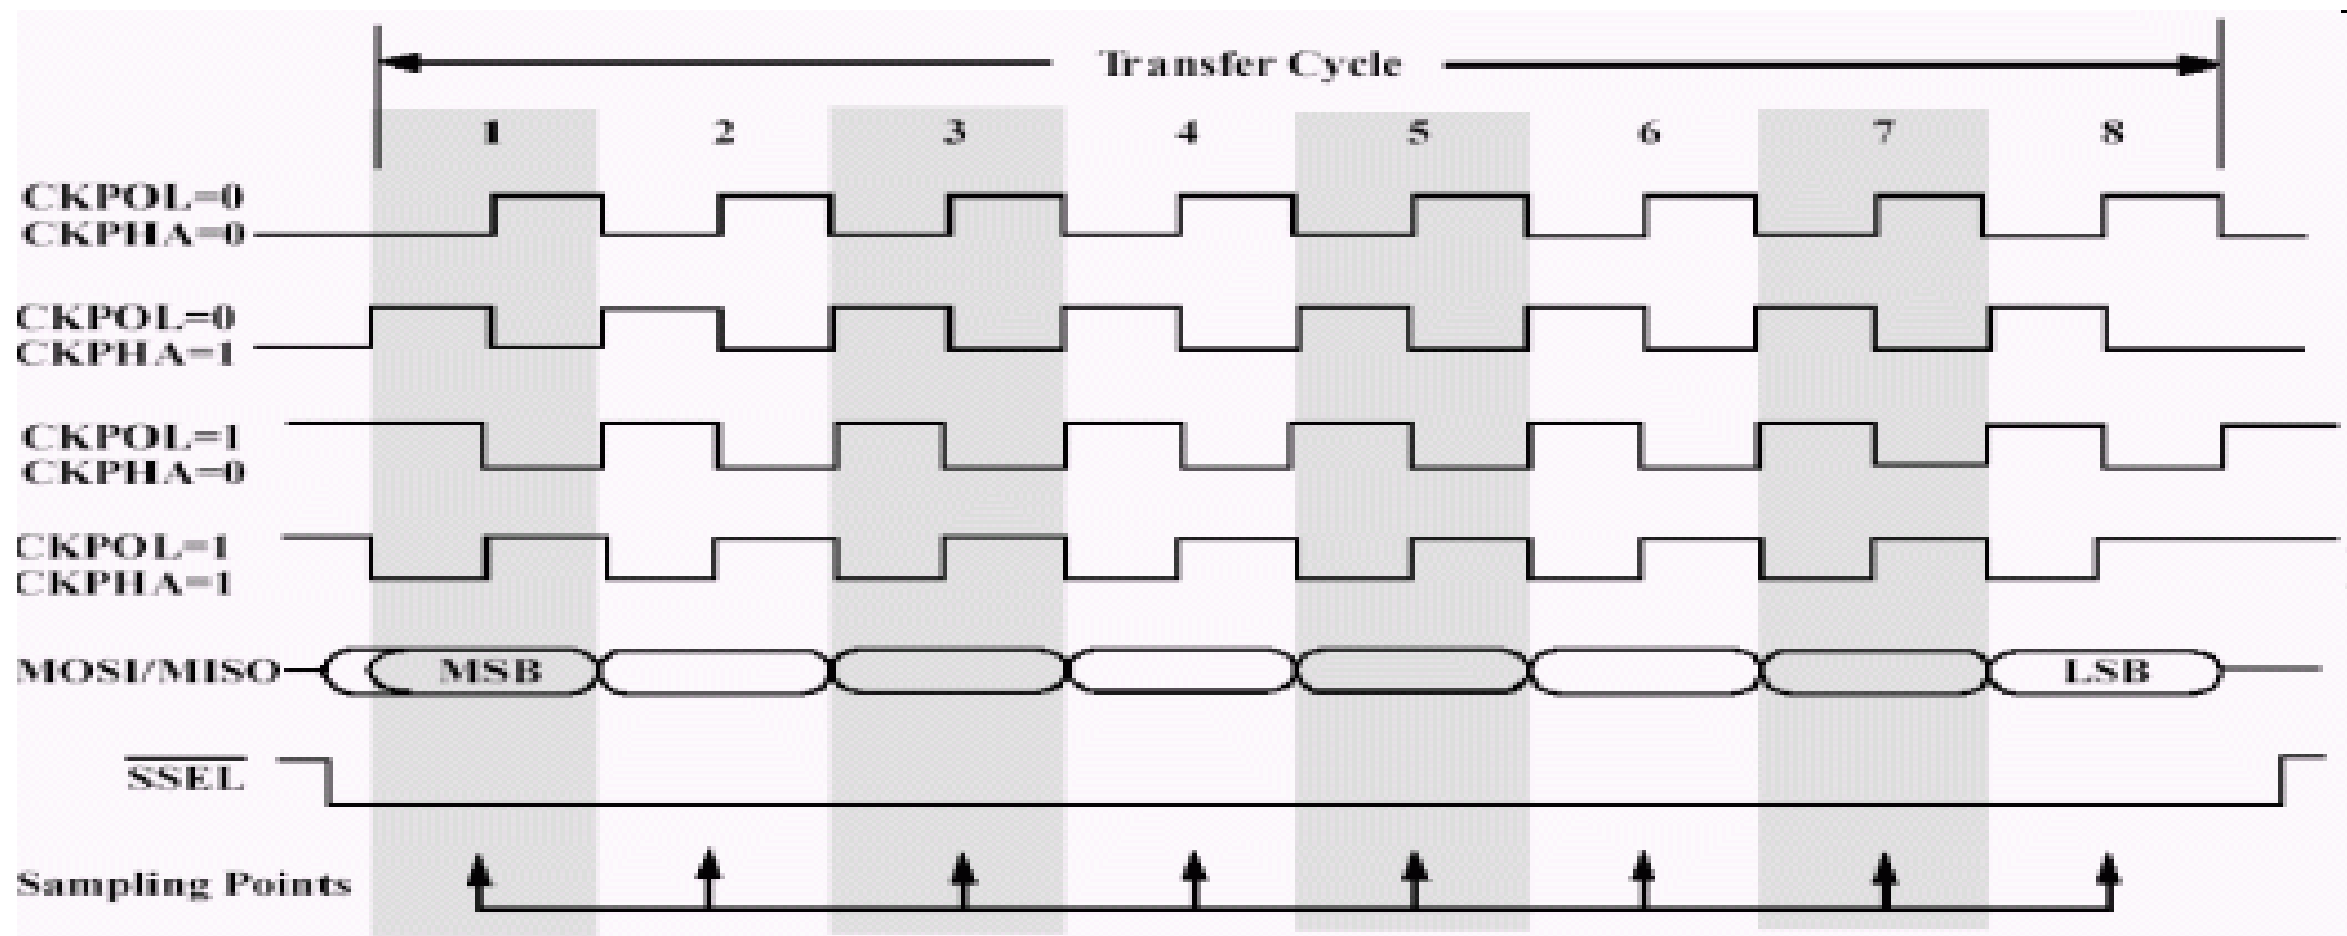 Transfer Cycle
1 2 3 4 5 6 7 8
CKPOL=0
CKPHA=0
CKPOL=0
CKPHA=1
CKPOL=1
CKPHA=0
CKPOL=1
CKPHA=1
MOSI/MISO MSB LSB
SSEL
Sampling Points